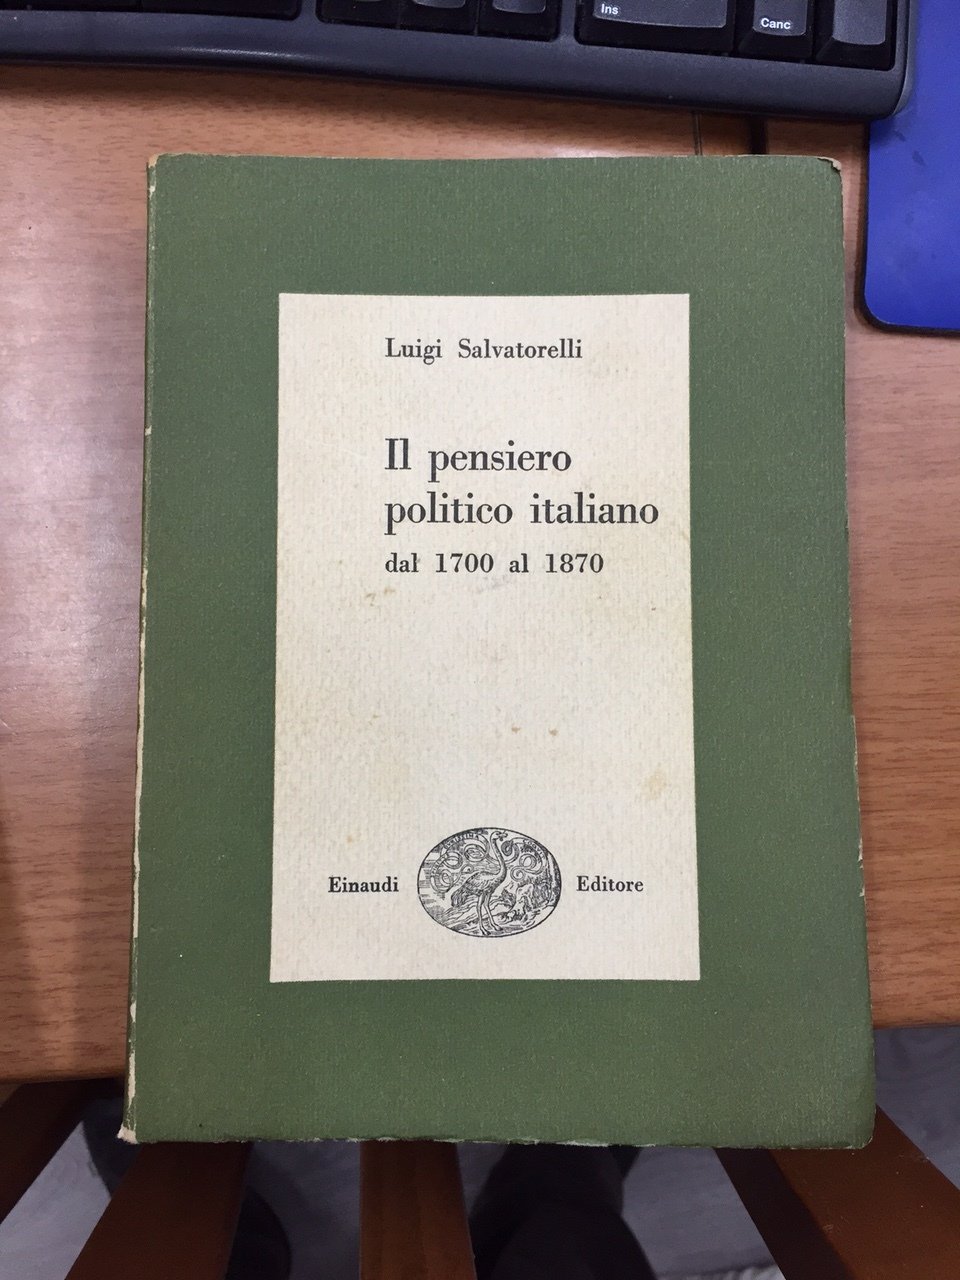 Ins
Canc
Luigi Salvatorelli
Il pensiero
politico italiano
dal 1700 al 1870
Einaudi Editore